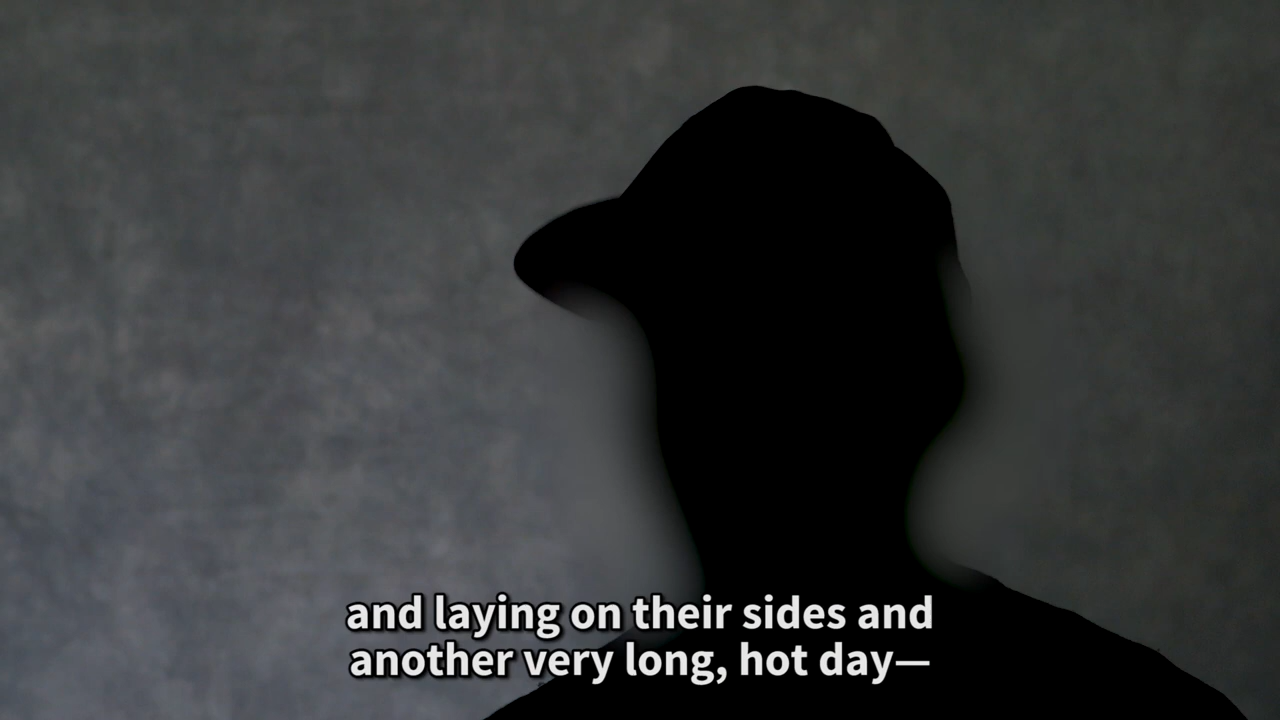 and laying on their sides and
another very long, hot day—